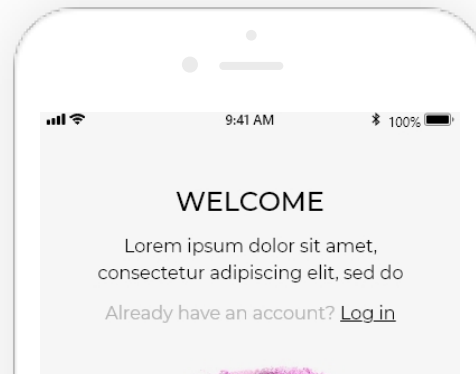 9:41 AM
100%
WELCOME
Lorem ipsum dolor sit amet,
consectetur adipiscing elit, sed do
Already have an account? Log in